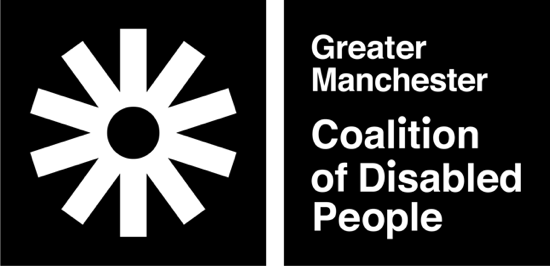 Greater
Manchester
Coalition
of Disabled
People